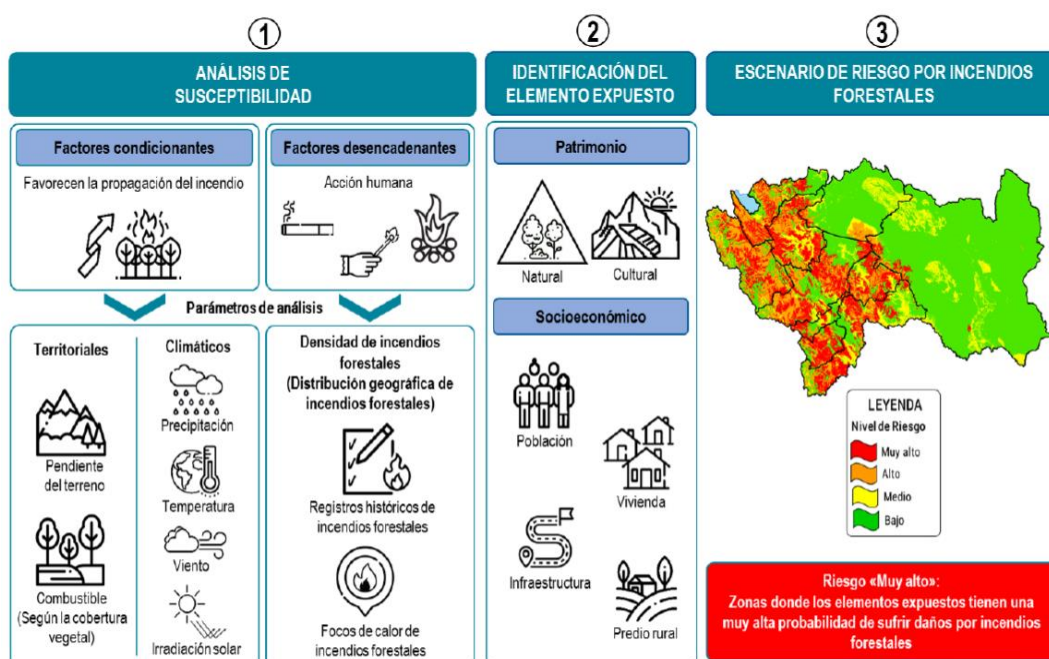 1
ANÁLISIS DE
SUSCEPTIBILIDAD
Factores condicionantes
Favorecen la propagación del incendio
Factores desencadenantes
Acción humana
Parámetros de análisis
Territoriales
Pendiente
del terreno
Combustible
(Según la cobertura
vegetal)
Climáticos
Precipitación
Temperatura
Viento
Irradiación solar
Densidad de incendios
forestales
(Distribución geográfica de
incendios forestales)
Registros históricos de
incendios forestales
Focos de calor de
incendios forestales
2
IDENTIFICACIÓN DEL
ELEMENTO EXPUESTO
Patrimonio
Natural
Cultural
Socioeconómico
Población
Vivienda
Infraestructura
Predio rural
3
ESCENARIO DE RIESGO POR INCENDIOS
FORESTALES
LEYENDA
Nivel de Riesgo
Muy alto
Alto
Medio
Bajo
Riesgo «Muy alto»:
Zonas donde los elementos expuestos tienen una
muy alta probabilidad de sufrir daños por incendios
forestales